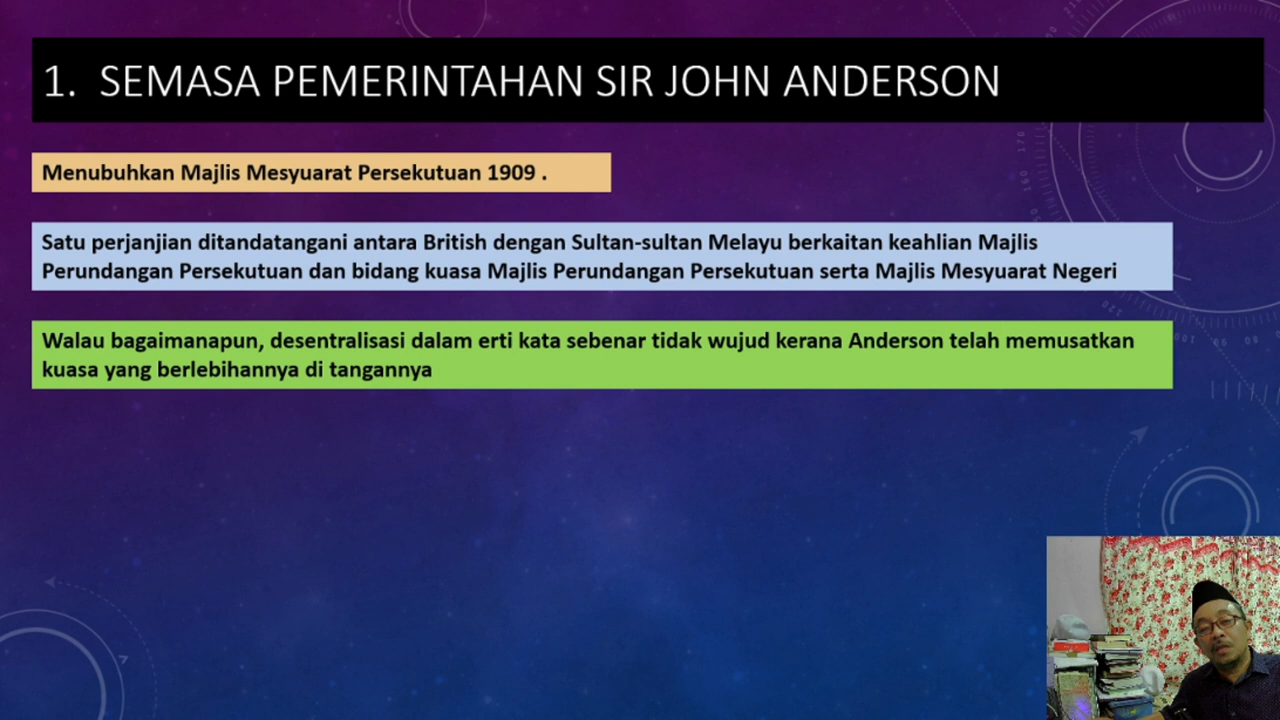 1. SEMASA PEMERINTAHAN SIR JOHN ANDERSON
Menubuhkan Majlis Mesyuarat Persekutuan 1909 .
Satu perjanjian ditandatangani antara British dengan Sultan-sultan Melayu berkaitan keahlian Majlis
Perundangan Persekutuan dan bidang kuasa Majlis Perundangan Persekutuan serta Majlis Mesyuarat Negeri
Walau bagaimanapun, desentralisasi dalam erti kata sebenar tidak wujud kerana Anderson telah memusatkan
kuasa yang berlebihannya di tangannya